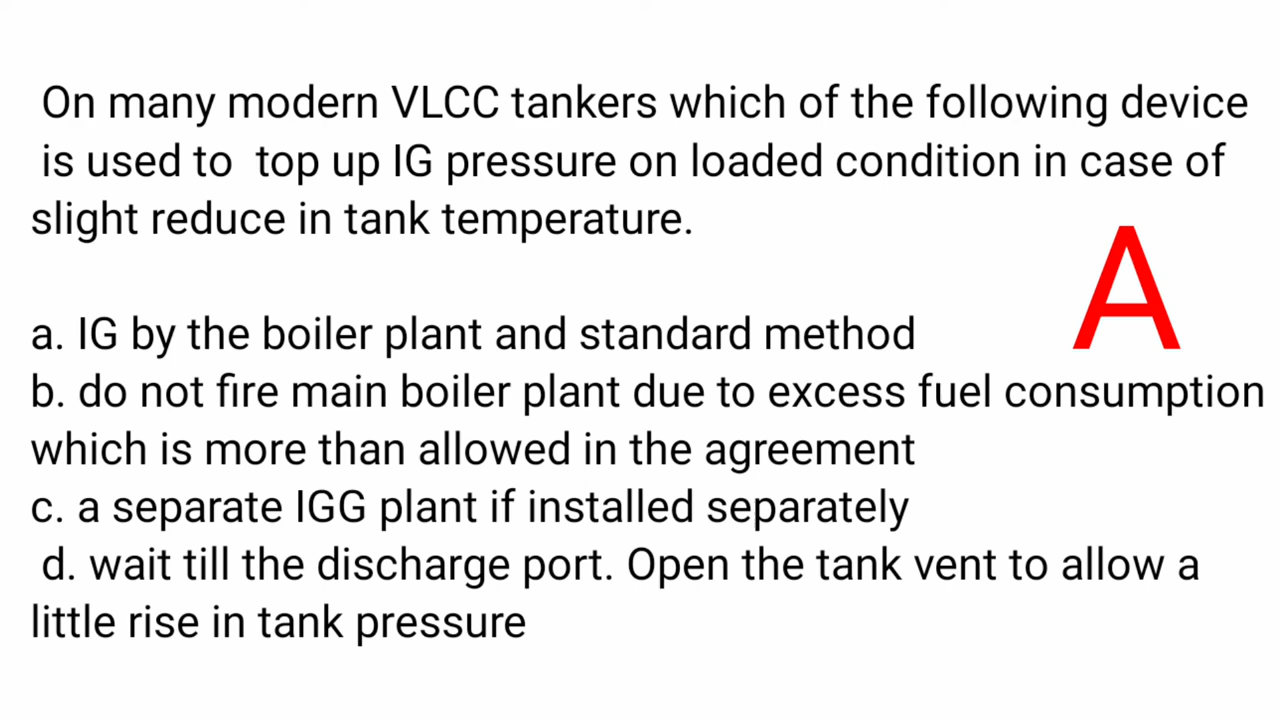 On many modern VLCC tankers which of the following device
is used to top up IG pressure on loaded condition in case of
slight reduce in tank temperature.
A
a. IG by the boiler plant and standard method
b. do not fire main boiler plant due to excess fuel consumption
which is more than allowed in the agreement
c. a separate IGG plant if installed separately
d. wait till the discharge port. Open the tank vent to allow a
little rise in tank pressure